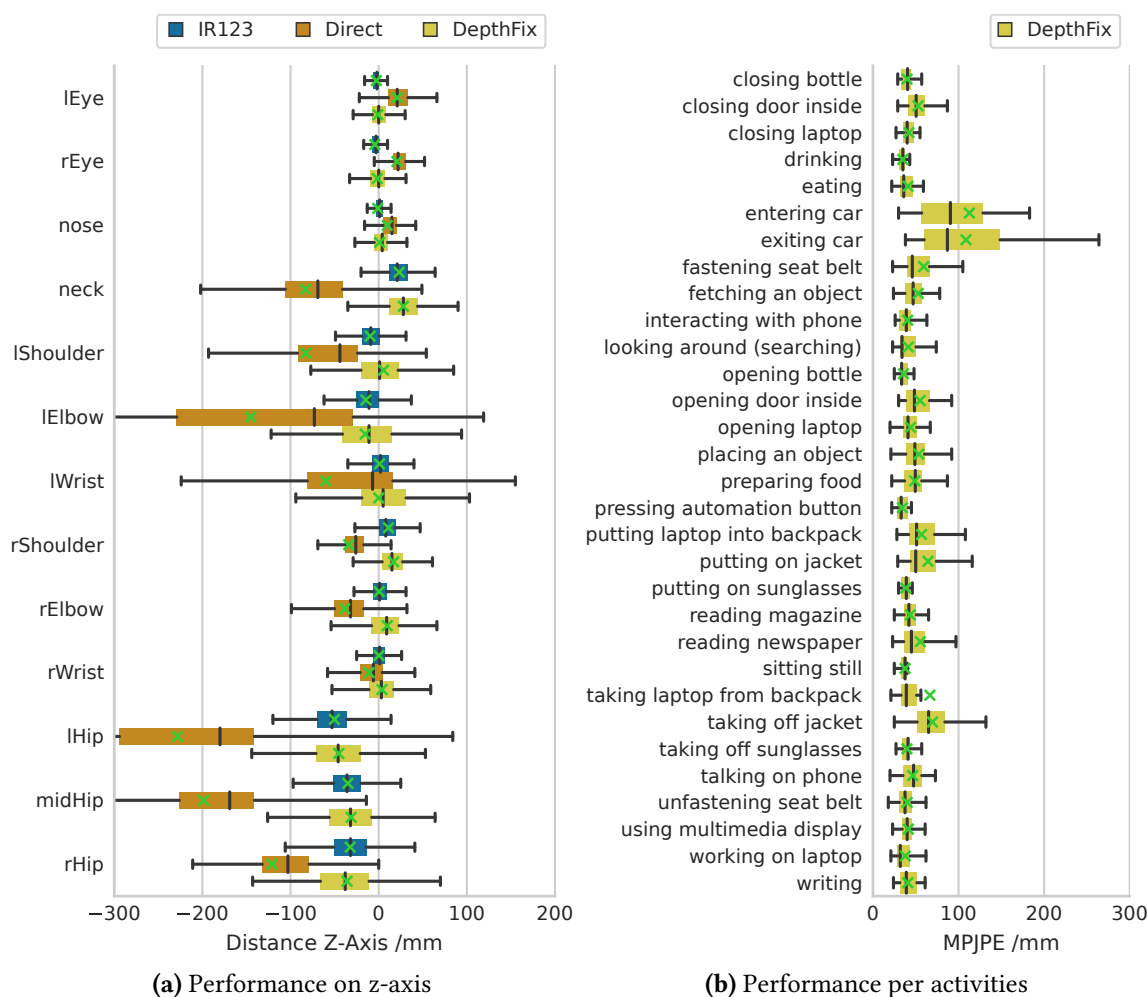 IR123 Direct DepthFix
lEye
rEye
nose
neck
lShoulder
lElbow
lWrist
rShoulder
rElbow
rWrist
lHip
midHip
rHip
−300 −200 −100 0 100 200
Distance Z-Axis /mm
(a) Performance on z-axis
DepthFix
closing bottle
closing door inside
closing laptop
drinking
eating
entering car
exiting car
fastening seat belt
fetching an object
interacting with phone
looking around (searching)
opening bottle
opening door inside
opening laptop
placing an object
preparing food
pressing automation button
putting laptop into backpack
putting on jacket
putting on sunglasses
reading magazine
reading newspaper
sitting still
taking laptop from backpack
taking off jacket
taking off sunglasses
talking on phone
unfastening seat belt
using multimedia display
working on laptop
writing
0 100 200 300
MPJPE /mm
(b) Performance per activities